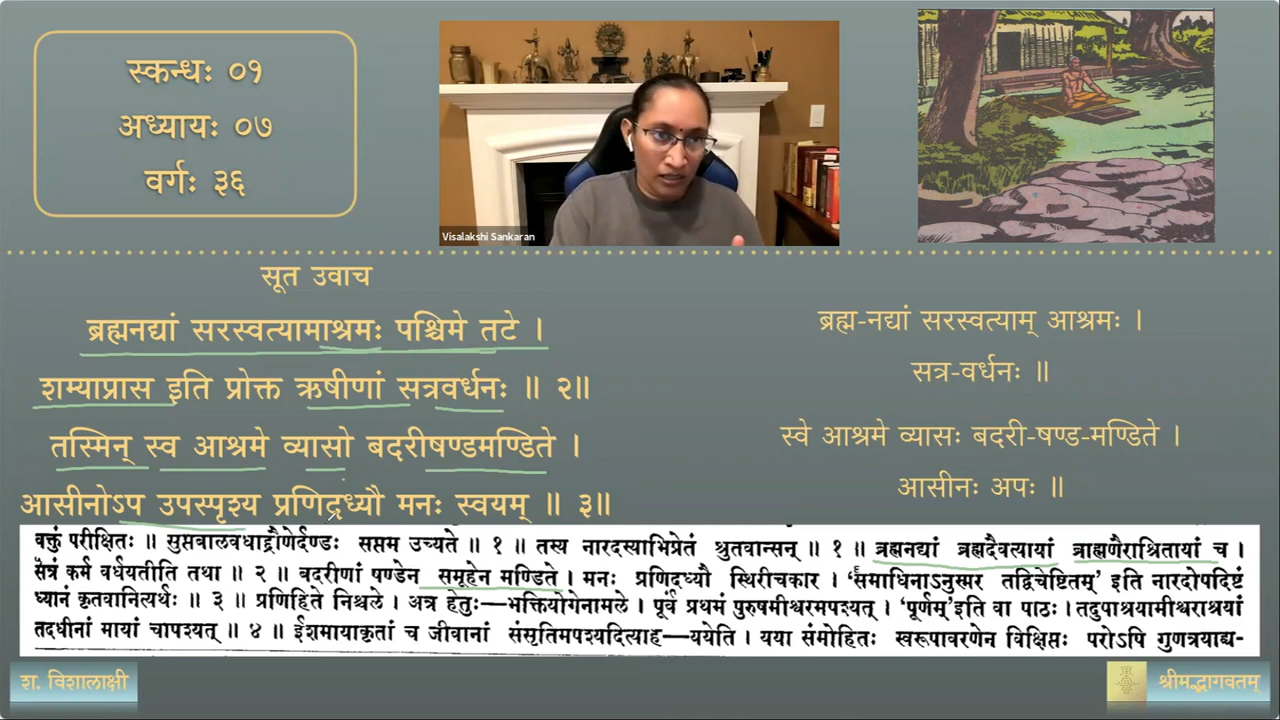 स्कन्धः ०१
अध्यायः ०७
वर्गः ३६
Visalakshi Sankaran
सूत उवाच
ब्रह्मनद्यां सरस्वत्यामाश्रमः पश्चिमे तटे ।
शम्याप्रास इति प्रोक्त ऋषीणां सत्रवर्धनः ॥ २॥
तस्मिन् स्व आश्रमे व्यासो बदरीषण्डमण्डिते ।
आसीनोऽप उपस्पृश्य प्रणिदध्यौ मनः स्वयम् ॥ ३॥
ब्रह्म-नद्यां सरस्वत्याम् आश्रमः ।
सत्र-वर्धनः ॥
स्वे आश्रमे व्यासः बदरी-षण्ड-मण्डिते ।
आसीनः अपः ॥
वक्तुं परीक्षितः ॥ सुप्तबालवधाद्द्रौणेर्दण्डः सप्तम उच्यते ॥ १ ॥ तस्य नारदस्याभिप्रेतं श्रुतवान्सन् ॥ १ ॥ ब्रह्मनद्यां ब्रह्मदैवत्यायां ब्राह्मणैराश्रितायां च ।
सत्रं कर्म वर्धयतीति तथा ॥ २ ॥ बदरीणां षण्डेन समूहेन मण्डिते । मनः प्रणिदध्यौ स्थिरीचकार । ‘समाधिनाऽनुस्मर तद्विचेष्टितम्’ इति नारदोपदिष्टं
ध्यानं कृतवानित्यर्थः ॥ ३ ॥ प्रणिहिते निश्चले । अत्र हेतुः—भक्तियोगेनामले । पूर्वं प्रथमं पुरुषमीश्वरमपश्यत् । ‘पूर्णम्’इति वा पाठः । तदुपाश्रयामीश्वराश्रयां
तदधीनां मायां चापश्यत् ॥ ४ ॥ ईशमायाकृतां च जीवानां संसृतिमपश्यदित्याह—ययेति । यया संमोहितः स्वरूपावरणेन विक्षिप्तः परोऽपि गुणत्रयाद्य-
श. विशालाक्षी
श्रीमद्भागवतम्